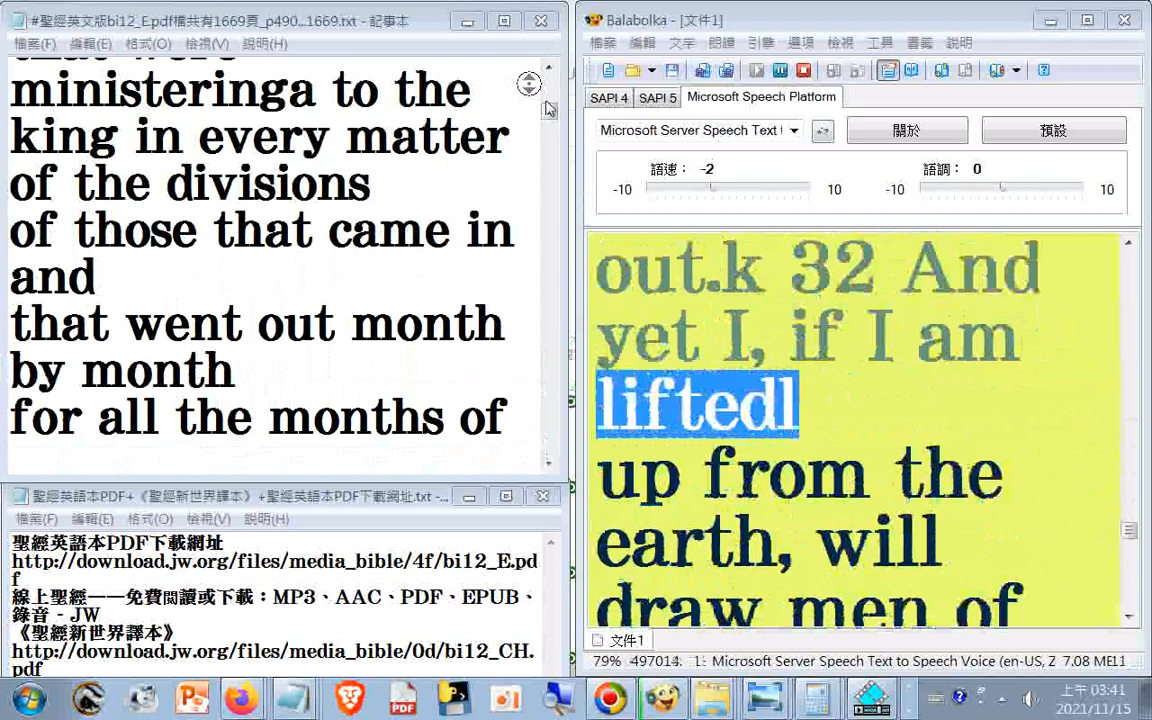 #聖經英文版bi12_E.pdf檔共有1669頁_p490...1669.txt - 記事本
檔案(F) 編輯(E) 格式(O) 檢視(V) 說明(H)
ministeringa to the
king in every matter
of the divisions
of those that came in
and
that went out month
by month
for all the months of
聖經英語本PDF+《聖經新世界譯本》+聖經英語本PDF下載網址.txt -...
檔案(F) 編輯(E) 格式(O) 檢視(V) 說明(H)
聖經英語本PDF下載網址
http://download.jw.org/files/media_bible/4f/bi12_E.pd
f
線上聖經——免費閱讀或下載：MP3、AAC、PDF、EPUB、
錄音 - JW
《聖經新世界譯本》
http://download.jw.org/files/media_bible/0d/bi12_CH.
pdf
Balabolka - [文件1]
檔案 編輯 文字 朗讀 引擎 選項 檢視 工具 書籤 說明
SAPI 4 SAPI 5 Microsoft Speech Platform
Microsoft Server Speech Text 關於 預設
語速： -2 語調： 0
-10 10 -10 10
out.k 32 And
yet I, if I am
liftedl
up from the
earth, will
draw men of
文件1
79% 497014: 1: Microsoft Server Speech Text to Speech Voice (en-US, Z 7.08 ME11
PDF
上午 03:41
2021/11/15